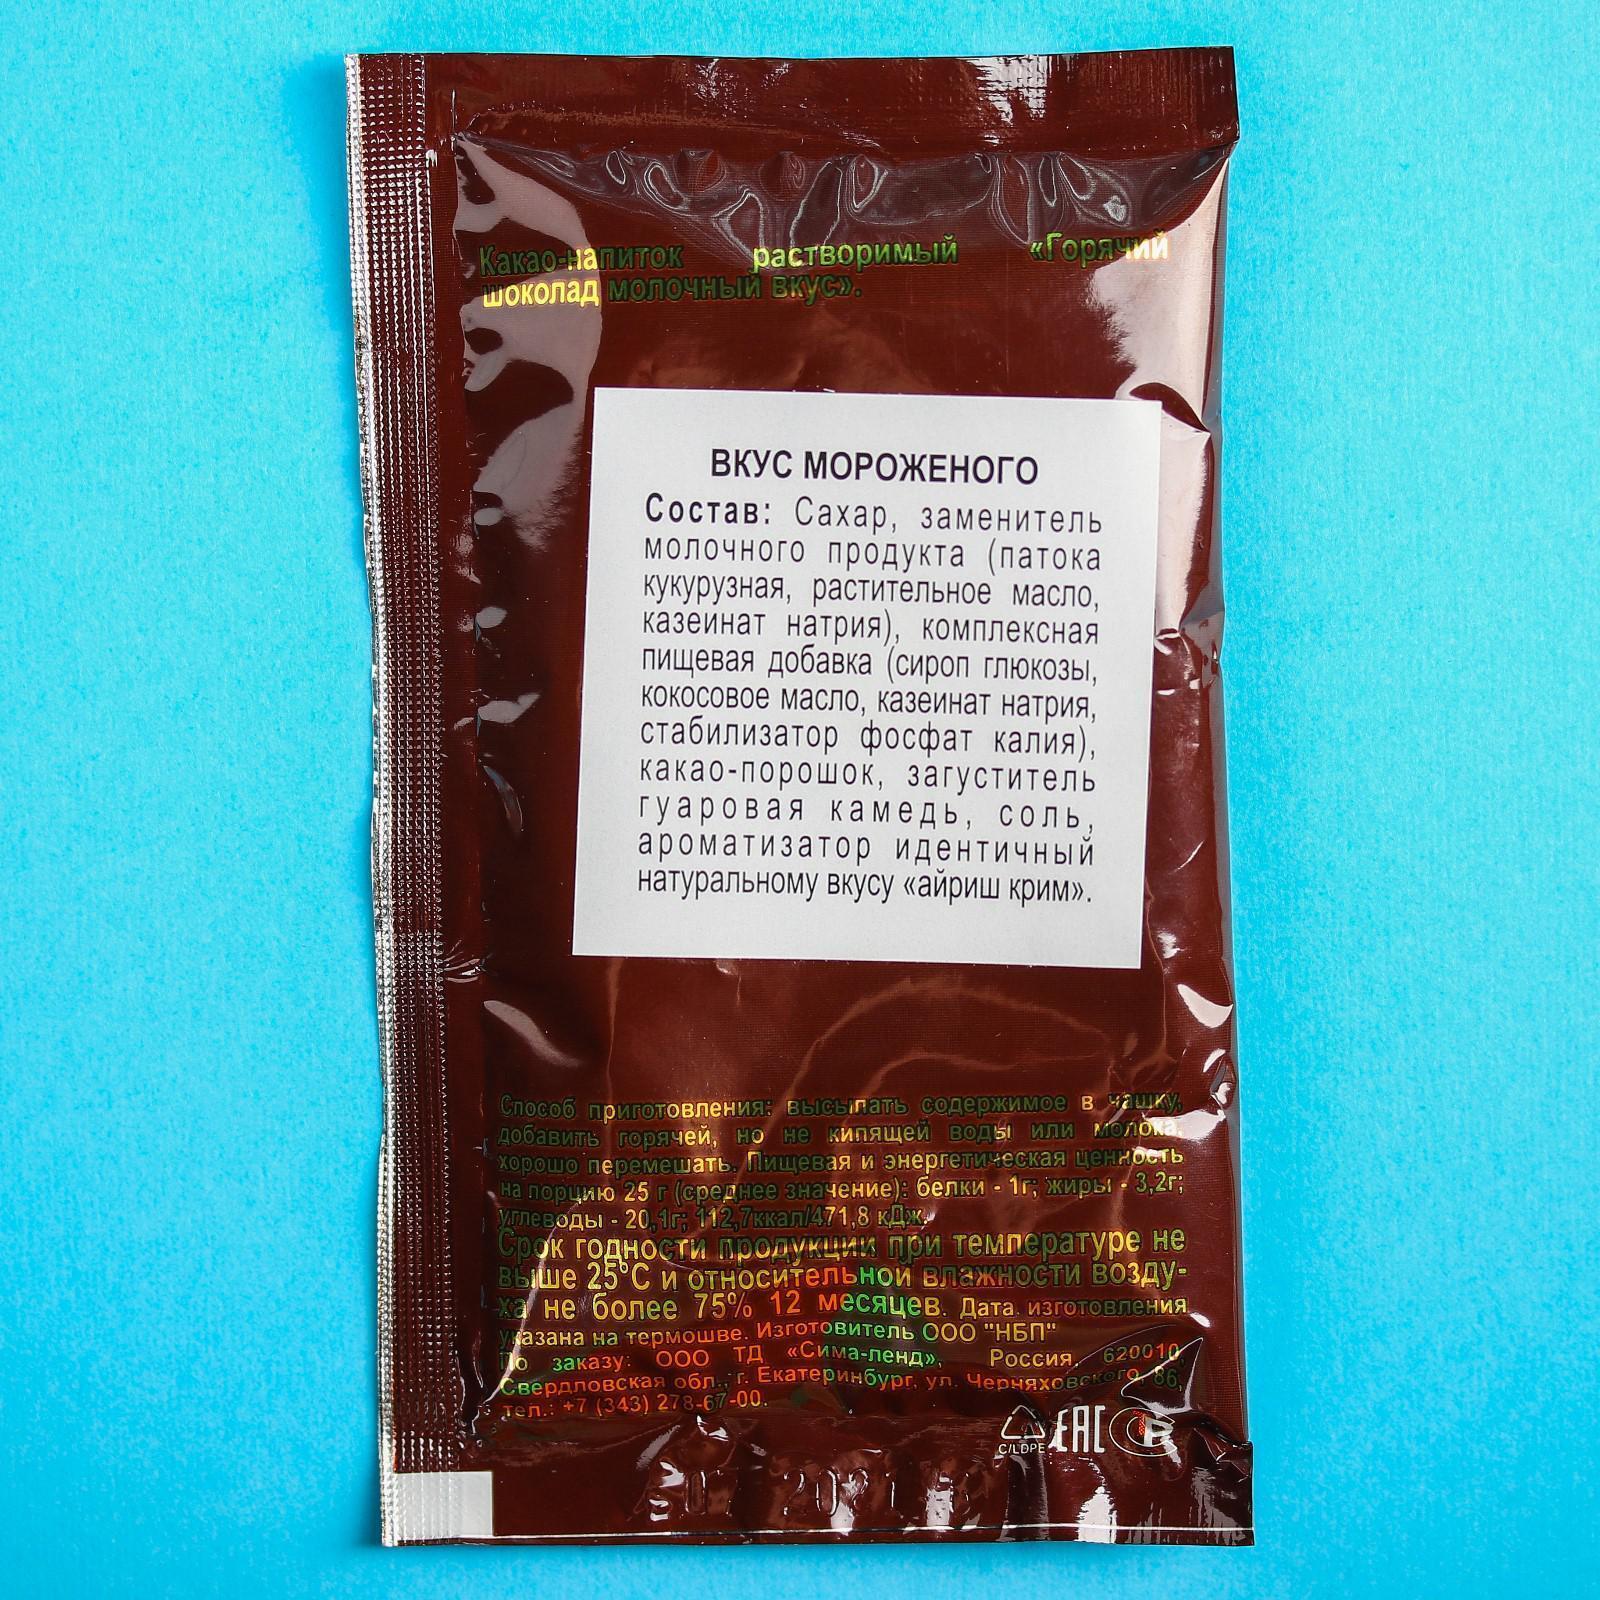 Какао-напиток растворимый «Горячий
шоколад молочный вкус».
ВКУС МОРОЖЕНОГО
Состав: Сахар, заменитель
молочного продукта (патока
кукурузная, растительное масло,
казеинат натрия), комплексная
пищевая добавка (сироп глюкозы,
кокосовое масло, казеинат натрия,
стабилизатор фосфат калия),
какао-порошок, загуститель
гуаровая камедь, соль,
ароматизатор идентичный
натуральному вкусу «айриш крим».
Способ приготовления: высыпать содержимое в чашку,
добавить горячей, но не кипящей воды или молока,
хорошо перемешать. Пищевая и энергетическая ценность
на порцию 25 г (среднее значение): белки - 1г; жиры - 3,2г;
углеводы - 20,1г; 112,7ккал/471,8 кДж.
Срок годности продукции при температуре не
выше 25°С и относительной влажности возду-
ха не более 75% 12 месяцев. Дата изготовления
указана на термошве. Изготовитель ООО "НБП"
По заказу: ООО ТД «Сима-ленд», Россия, 620010,
Свердловская обл., г. Екатеринбург, ул. Черняховского, 86,
тел.: +7 (343) 278-67-00.
C/LDPE EAC
2021